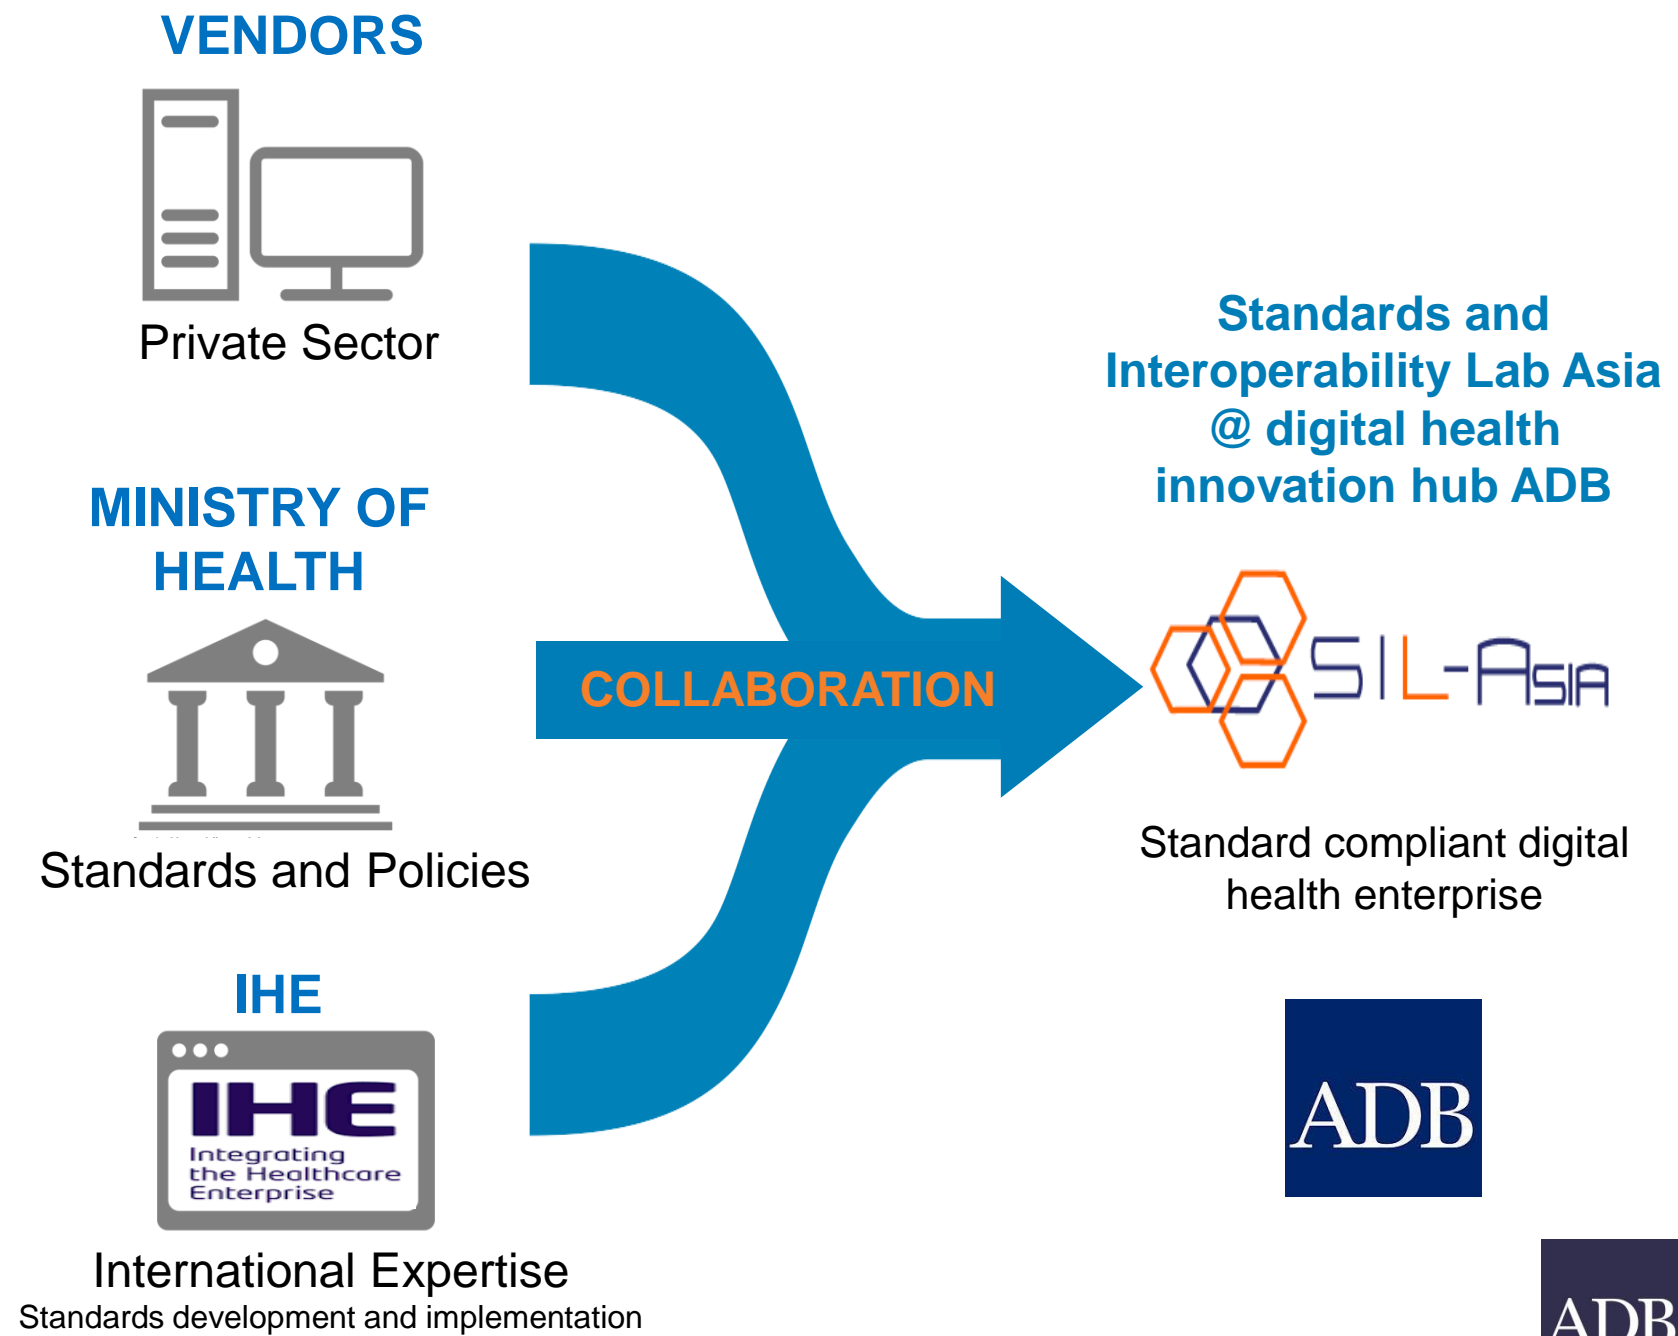 VENDORS
Private Sector
MINISTRY OF
HEALTH
Standards and Policies
IHE
IHE
Integrating
the Healthcare
Enterprise
International Expertise
Standards development and implementation
COLLABORATION
Standards and
Interoperability Lab Asia
@ digital health
innovation hub ADB
SIL-ASIA
Standard compliant digital
health enterprise
ADB
ADB